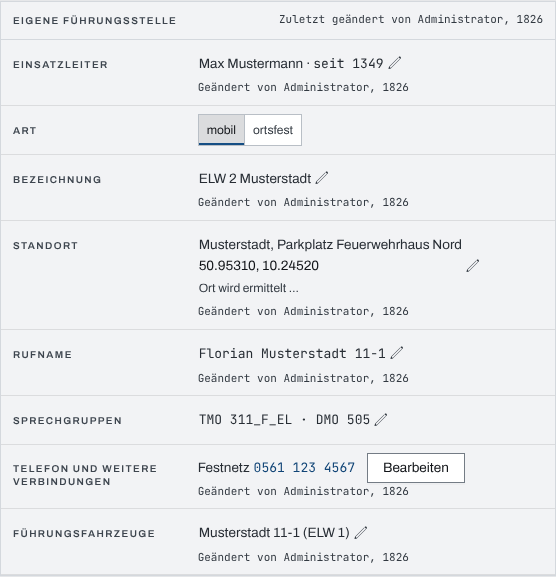 EIGENE FÜHRUNGSSTELLE
Zuletzt geändert von Administrator, 1826
EINSATZLEITER
Max Mustermann · seit 1349
Geändert von Administrator, 1826
ART
mobil
ortsfest
BEZEICHNUNG
ELW 2 Musterstadt
Geändert von Administrator, 1826
STANDORT
Musterstadt, Parkplatz Feuerwehrhaus Nord
50.95310, 10.24520
Ort wird ermittelt ...
Geändert von Administrator, 1826
RUFNAME
Florian Musterstadt 11-1
Geändert von Administrator, 1826
SPRECHGRUPPEN
TMO 311_F_EL · DMO 505
TELEFON UND WEITERE
VERBINDUNGEN
Festnetz 0561 123 4567
Bearbeiten
Geändert von Administrator, 1826
FÜHRUNGSFAHRZEUGE
Musterstadt 11-1 (ELW 1)
Geändert von Administrator, 1826